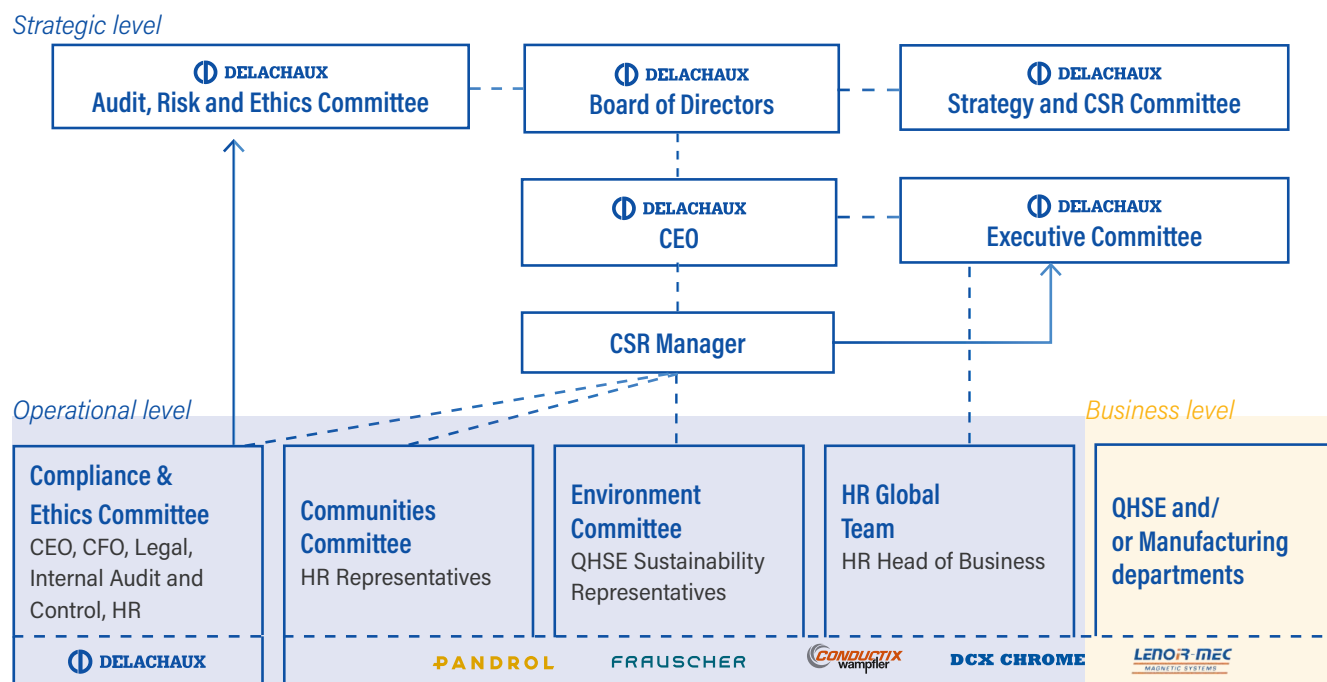 Strategic level
DELACHAUX
Audit, Risk and Ethics Committee
DELACHAUX
Board of Directors
DELACHAUX
Strategy and CSR Committee
DELACHAUX
CEO
DELACHAUX
Executive Committee
CSR Manager
Operational level
Business level
Compliance &
Ethics Committee
CEO, CFO, Legal,
Internal Audit and
Control, HR
Communities
Committee
HR Representatives
Environment
Committee
QHSE Sustainability
Representatives
HR Global
Team
HR Head of Business
QHSE and/
or Manufacturing
departments
DELACHAUX
PANDROL
FRAUSCHER
CONDUCTIX
wampfler
DCX CHROME
LENOIR-MEC
MAGNETIC SYSTEMS